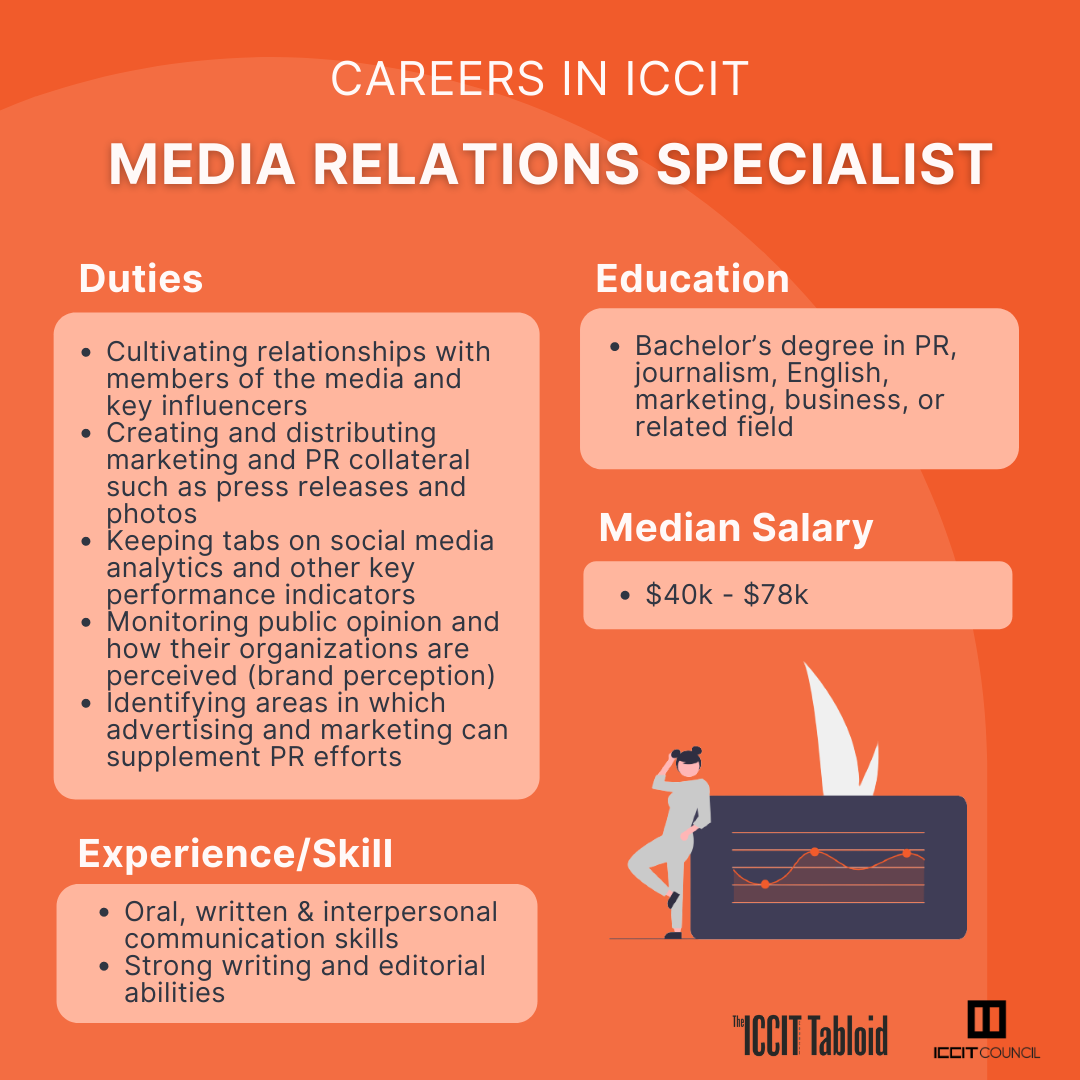 CAREERS IN ICCIT
MEDIA RELATIONS SPECIALIST
Duties
• Cultivating relationships with
members of the media and
key influencers
• Creating and distributing
marketing and PR collateral
such as press releases and
photos
• Keeping tabs on social media
analytics and other key
performance indicators
• Monitoring public opinion and
how their organizations are
perceived (brand perception)
• Identifying areas in which
advertising and marketing can
supplement PR efforts
Experience/Skill
• Oral, written & interpersonal
communication skills
• Strong writing and editorial
abilities
Education
• Bachelor’s degree in PR,
journalism, English,
marketing, business, or
related field
Median Salary
• $40k - $78k
The ICCIT Tabloid
ICCIT COUNCIL